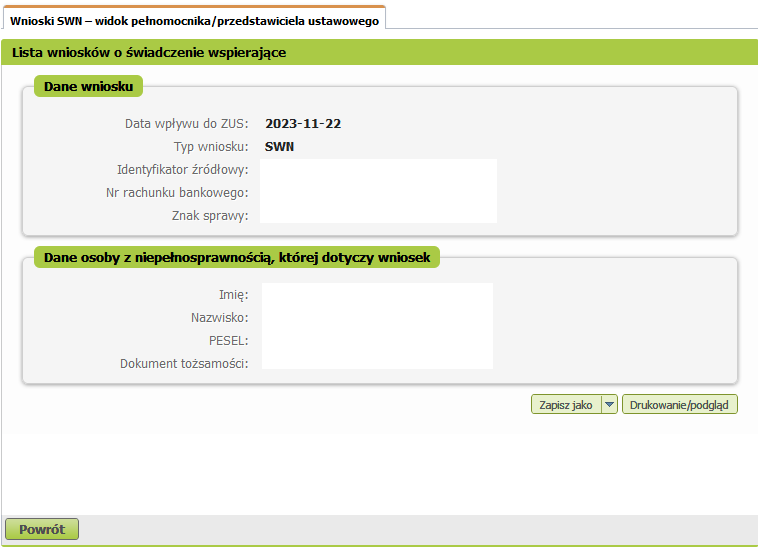 Wnioski SWN – widok pełnomocnika/przedstawiciela ustawowego
Lista wniosków o świadczenie wspierające
Dane wniosku
Data wpływu do ZUS: 2023-11-22
Typ wniosku: SWN
Identyfikator źródłowy:
Nr rachunku bankowego:
Znak sprawy:
Dane osoby z niepełnosprawnością, której dotyczy wniosek
Imię:
Nazwisko:
PESEL:
Dokument tożsamości:
Zapisz jako Drukowanie/podgląd
Powrót